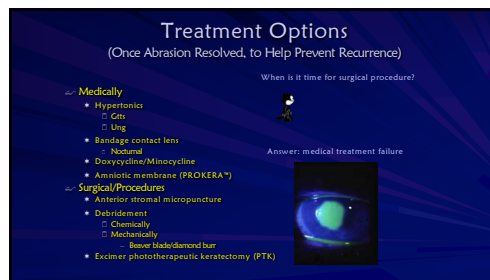 Treatment Options
(Once Abrasion Resolved, to Help Prevent Recurrence)
When is it time for surgical procedure?
Medically
Hypertonics
Gtts
Ung
Bandage contact lens
Nocturnal
Doxycycline/Minocycline
Amniotic membrane (PROKERA™)
Surgical/Procedures
Anterior stromal micropuncture
Debridement
Chemically
Mechanically
Beaver blade/diamond burr
Excimer phototherapeutic keratectomy (PTK)
Answer: medical treatment failure